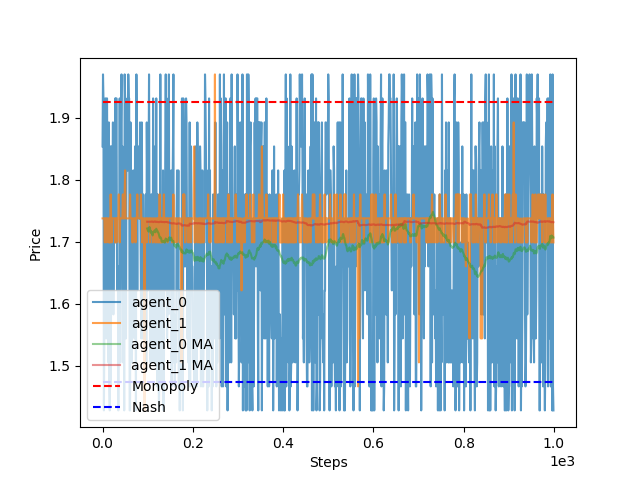 Price
1.9
1.8
1.7
1.6
1.5
agent_0
agent_1
agent_0 MA
agent_1 MA
Monopoly
Nash
0.0 0.2 0.4 0.6 0.8 1.0
Steps
1e3